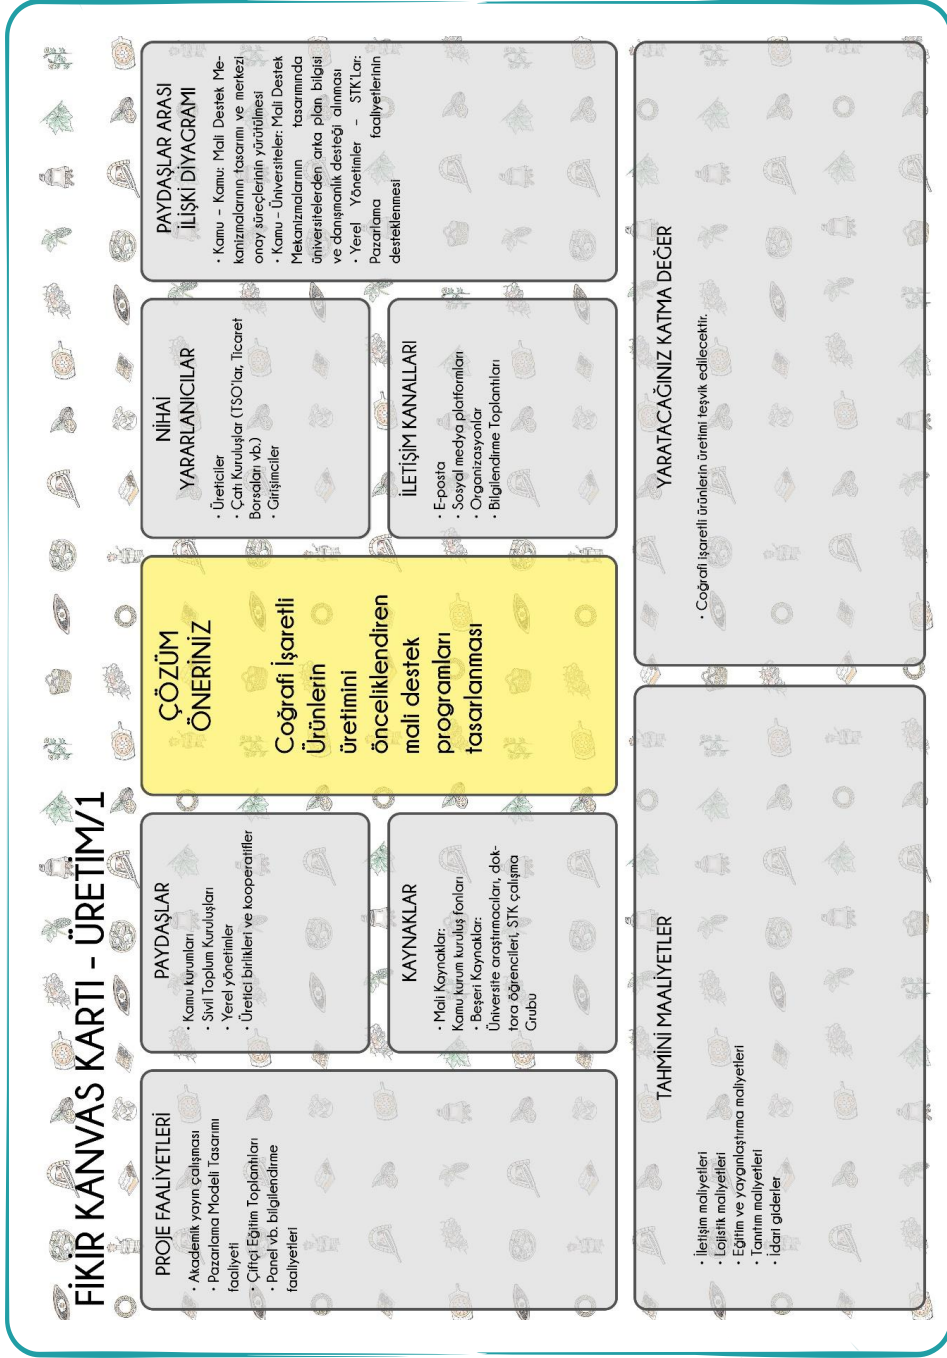 FİKİR KANVAS KARTI - ÜRETİM/1
PROJE FAALİYETLERİ
• Akademik yayın çalışması
• Pazarlama Modeli Tasarımı
faaliyeti
• Çiftçi Eğitim Toplantıları
• Panel vb. bilgilendirme
faaliyetleri
PAYDAŞLAR
• Kamu kurumları
• Sivil Toplum Kuruluşları
• Yerel yönetimler
• Üretici birlikleri ve kooperatifler
KAYNAKLAR
• Mali Kaynaklar:
Kamu kurum kuruluş fonları
• Beşeri Kaynaklar:
Üniversite araştırmacıları, dok-
tora öğrencileri, STK çalışma
Grubu
ÇÖZÜM
ÖNERİNİZ
Coğrafi İşaretli
Ürünlerin
üretimini
önceliklendiren
mali destek
programları
tasarlanması
NİHAİ
YARARLANICILAR
• Üreticiler
• Çatı Kuruluşlar (TSO'lar, Ticaret
Borsaları vb.)
• Girişimciler
İLETİŞİM KANALLARI
• E-posta
• Sosyal medya platformları
• Organizasyonlar
• Bilgilendirme Toplantıları
PAYDAŞLAR ARASI
İLİŞKİ DİYAGRAMI
• Kamu – Kamu: Mali Destek Me-
kanizmalarının tasarımı ve merkezi
onay süreçlerinin yürütülmesi
• Kamu – Üniversiteler: Mali Destek
Mekanizmalarının tasarımında
üniversitelerden arka plan bilgisi
ve danışmanlık desteği alınması
• Yerel Yönetimler – STK'Lar:
Pazarlama faaliyetlerinin
desteklenmesi
TAHMİNİ MAALİYETLER
• İletişim maliyetleri
• Lojistik maliyetleri
• Eğitim ve yaygınlaştırma maliyetleri
• Tanıtım maliyetleri
• İdari giderler
YARATACAĞINIZ KATMA DEĞER
• Coğrafi işaretli ürünlerin üretimi teşvik edilecektir.